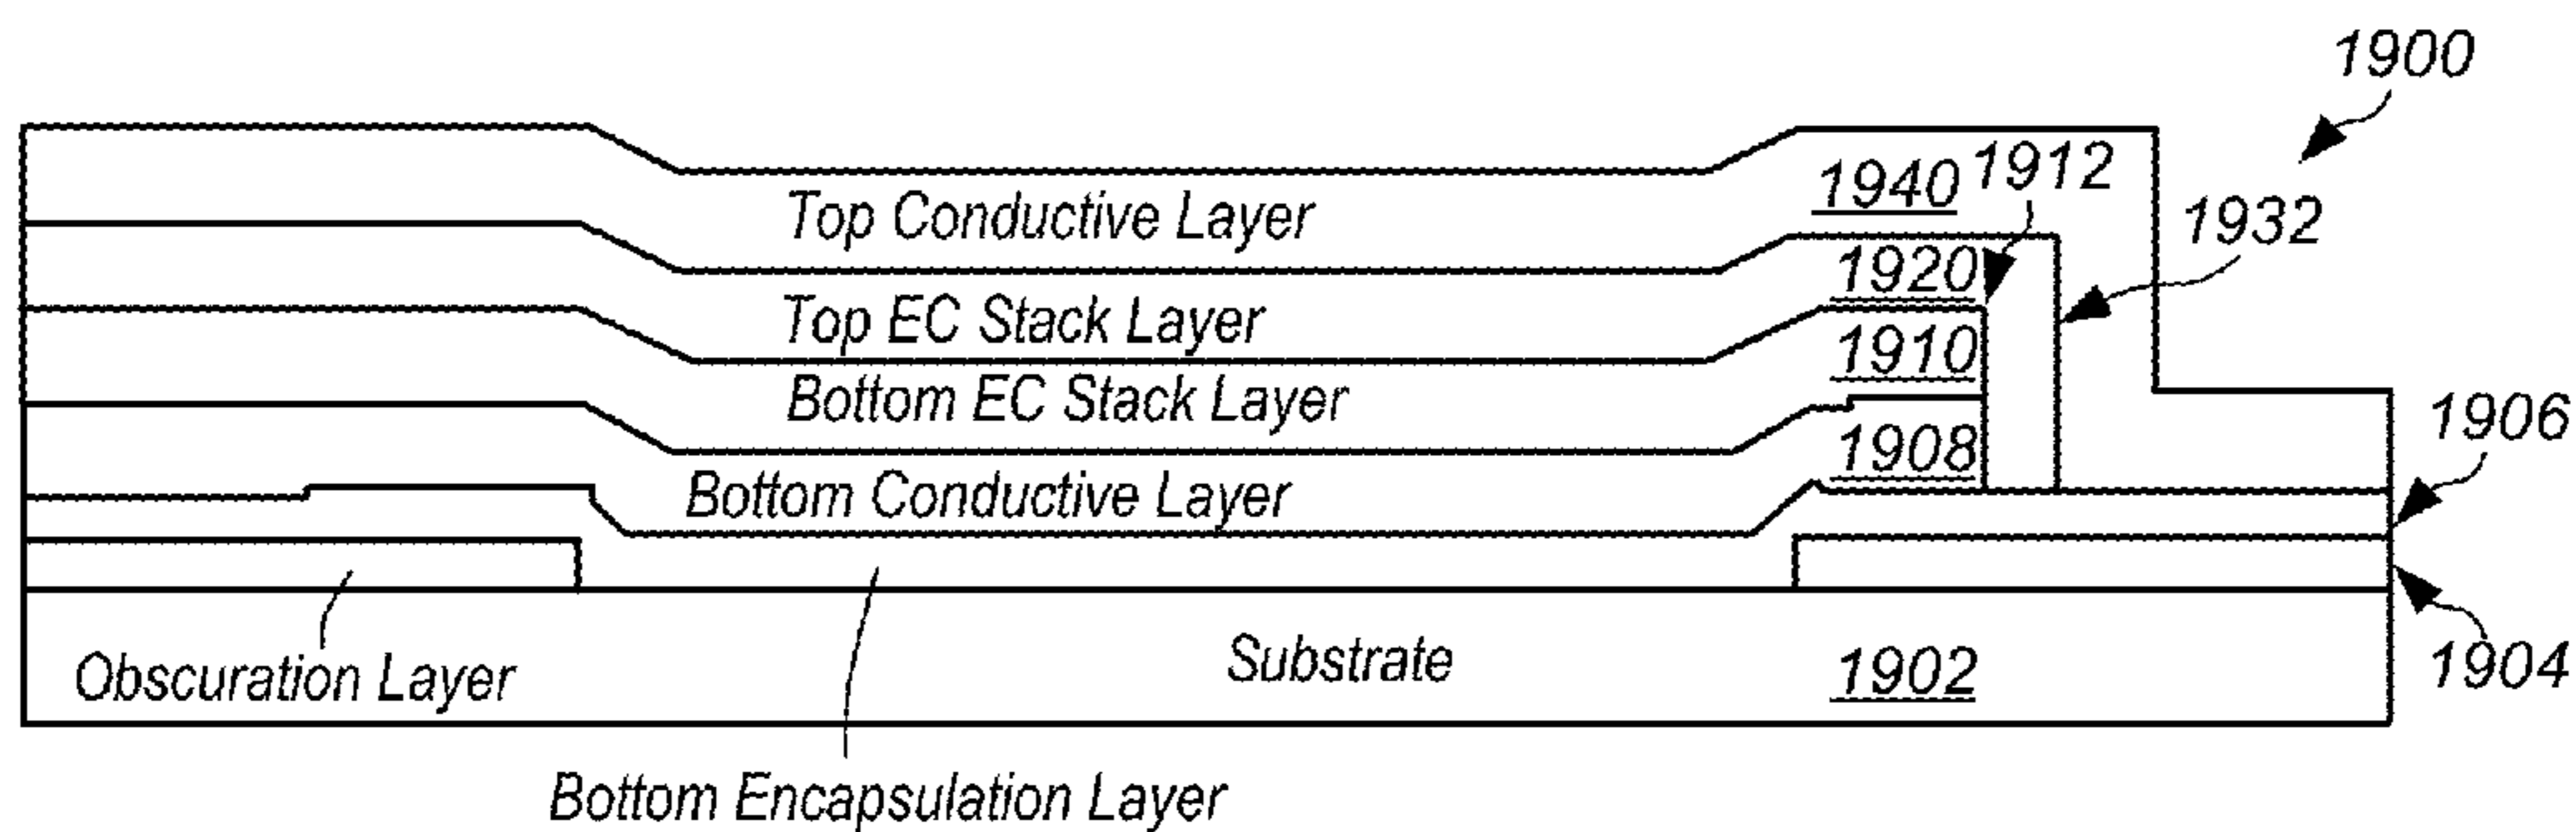 1900
1940
1912
Top Conductive Layer
1932
1920
Top EC Stack Layer
1910
Bottom EC Stack Layer
1906
1908
Bottom Conductive Layer
Obscuration Layer
Substrate
1902
1904
Bottom Encapsulation Layer